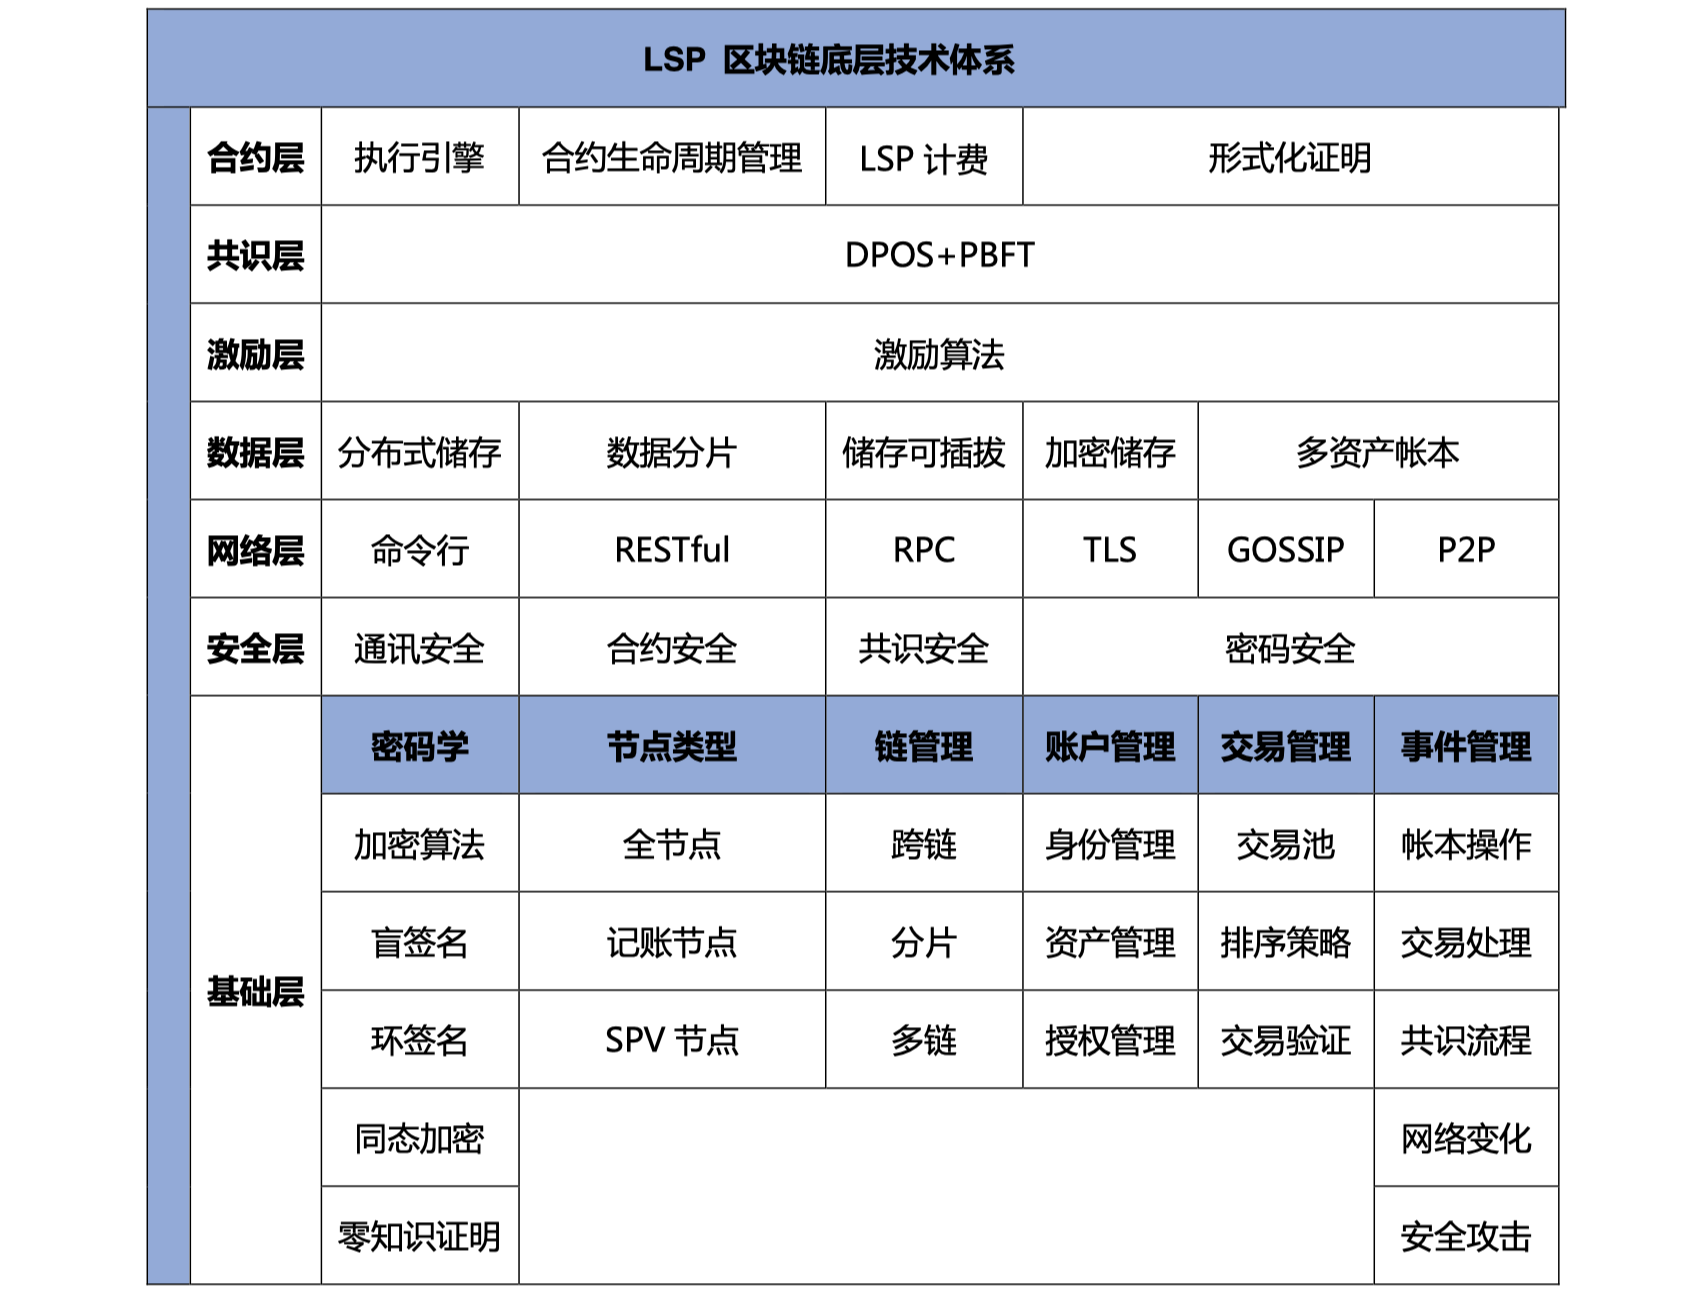 LSP 区块链底层技术体系
合约层 执行引擎 合约生命周期管理 LSP 计费 形式化证明
共识层 DPOS+PBFT
激励层 激励算法
数据层 分布式储存 数据分片 储存可插拔 加密储存 多资产帐本
网络层 命令行 RESTful RPC TLS GOSSIP P2P
安全层 通讯安全 合约安全 共识安全 密码安全
密码学 节点类型 链管理 账户管理 交易管理 事件管理
加密算法 全节点 跨链 身份管理 交易池 帐本操作
盲签名 记账节点 分片 资产管理 排序策略 交易处理
基础层
环签名 SPV 节点 多链 授权管理 交易验证 共识流程
同态加密 网络变化
零知识证明 安全攻击